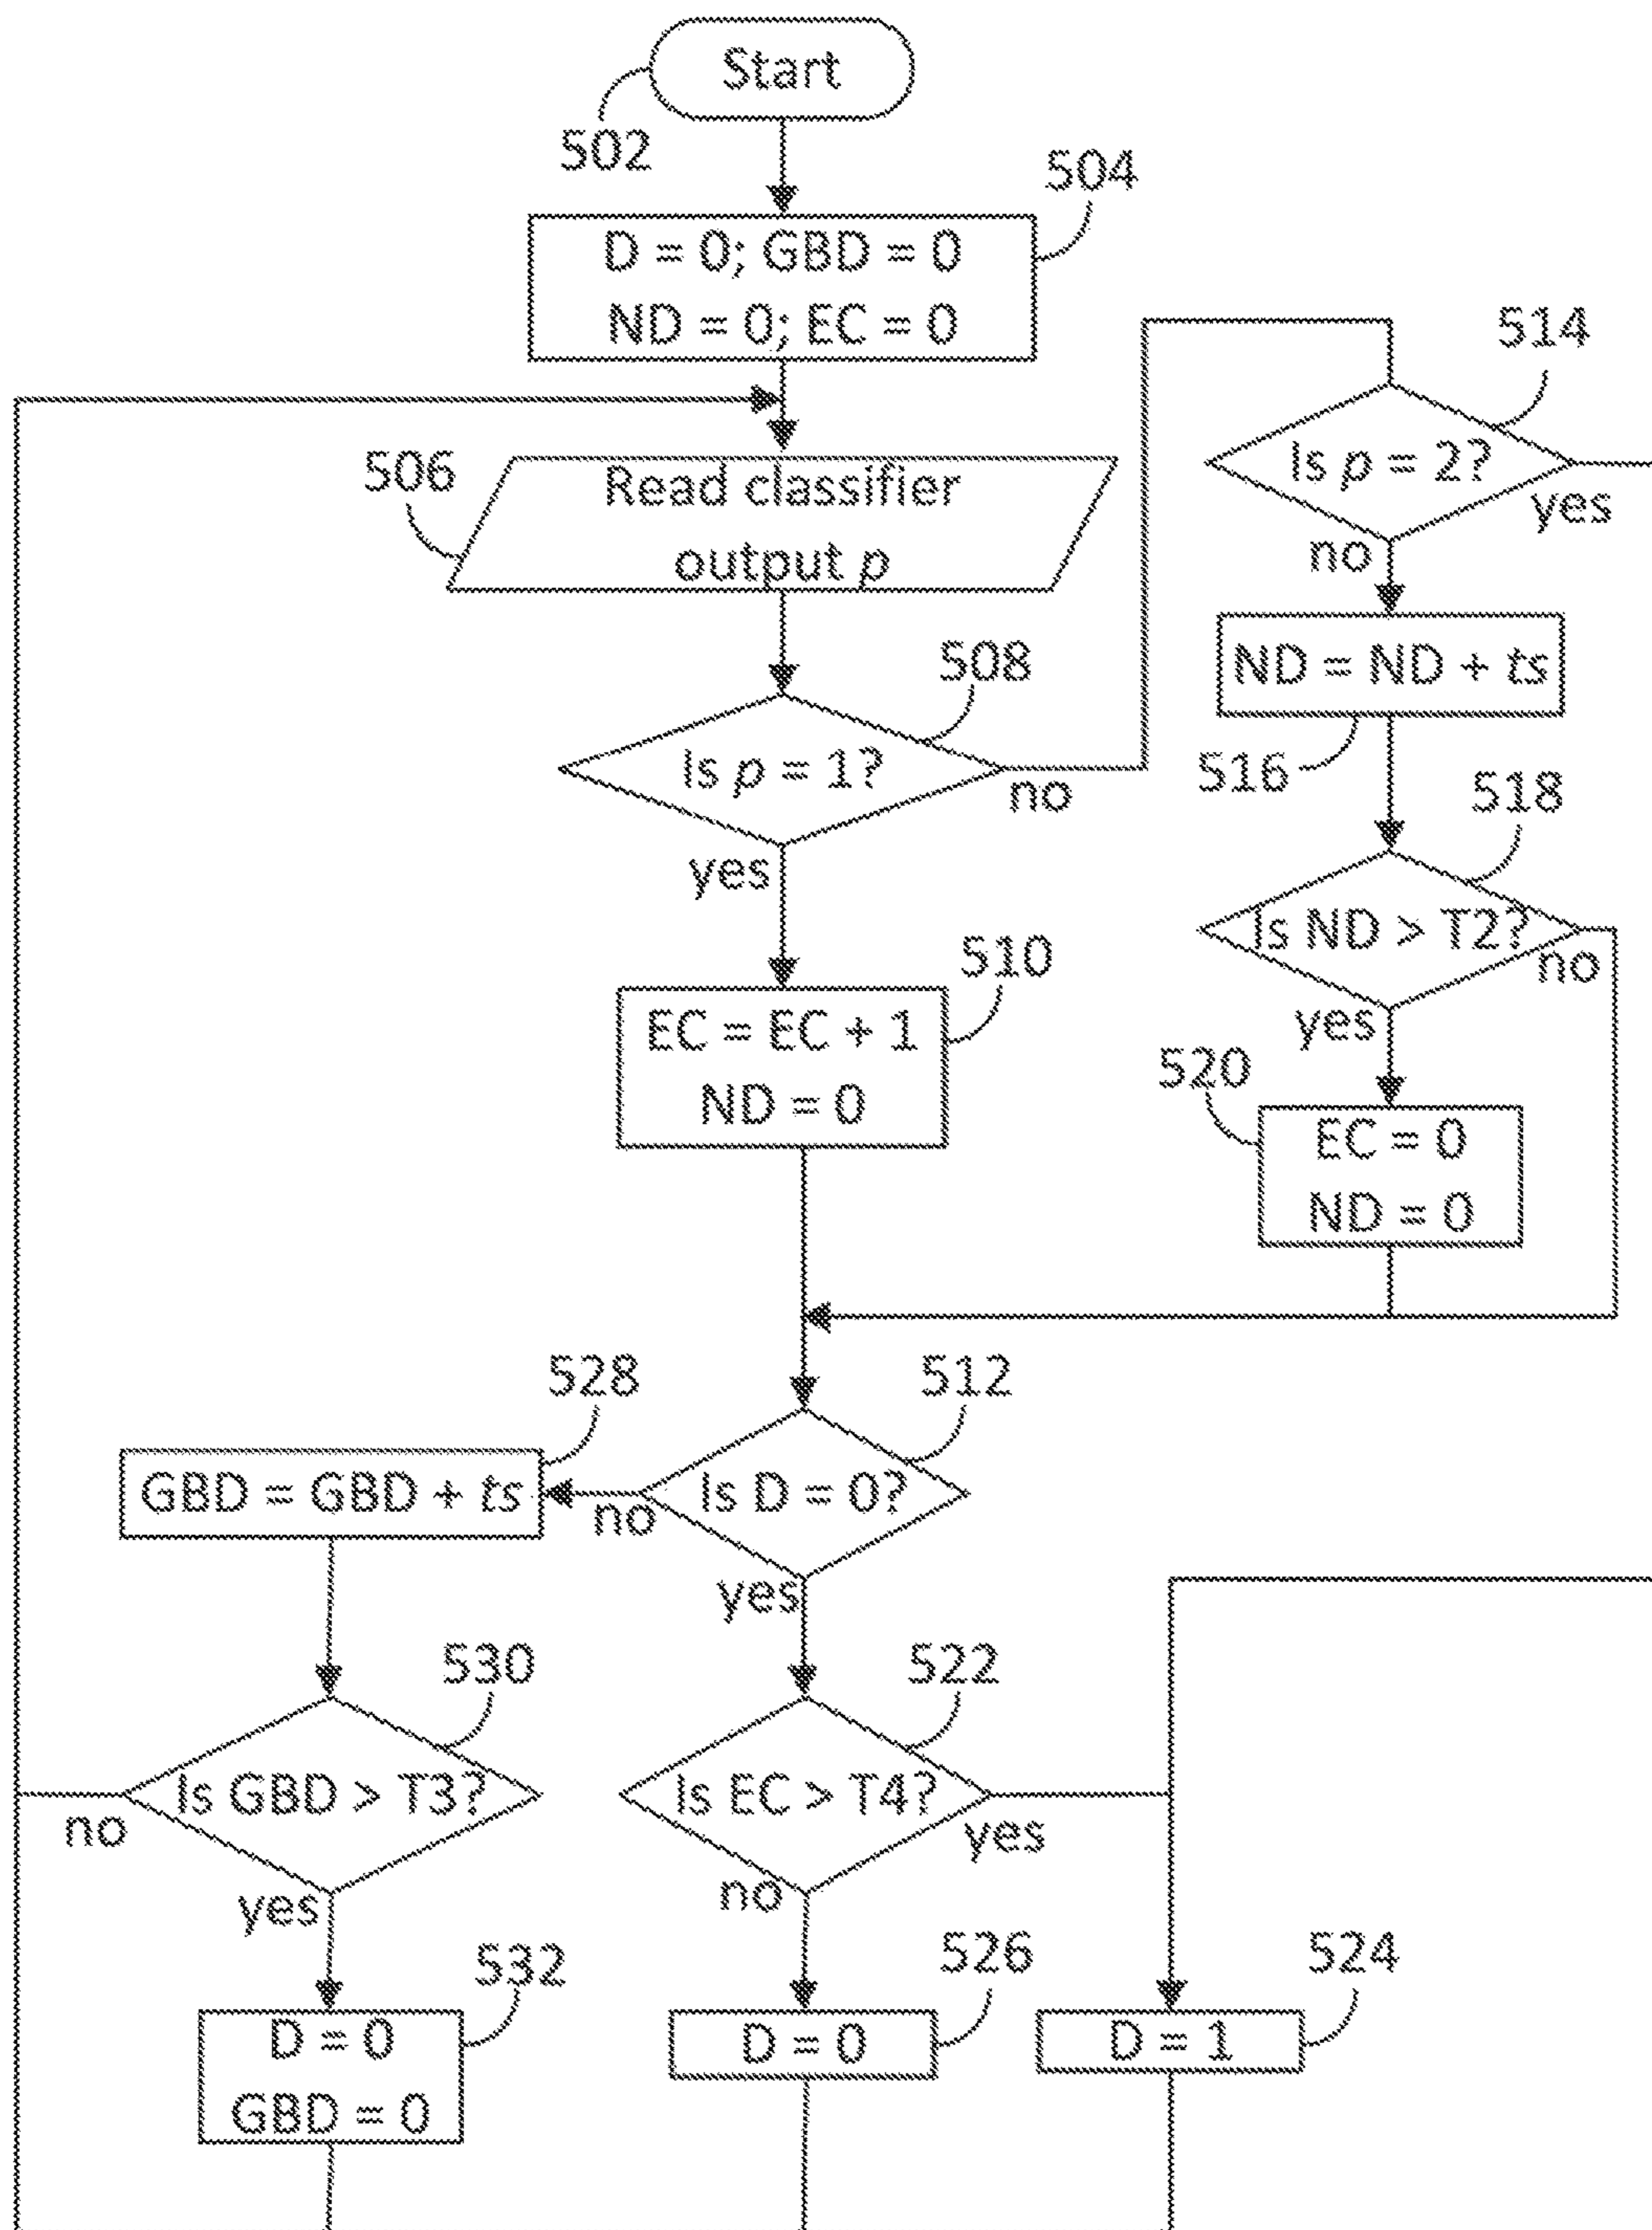 Start
502
504
D = 0; GBD = 0
ND = 0; EC = 0
514
Is p = 2?
yes
no
506
Read classifier
output p
508
Is p = 1?
no
yes
ND = ND + ts
516
518
Is ND > T2?
no
yes
510
EC = EC + 1
ND = 0
520
EC = 0
ND = 0
528
512
GBD = GBD + ts
no
Is D = 0?
yes
530
522
Is GBD > T3?
no
yes
Is EC > T4?
yes
no
532
526
524
D = 0
GBD = 0
D = 0
D = 1